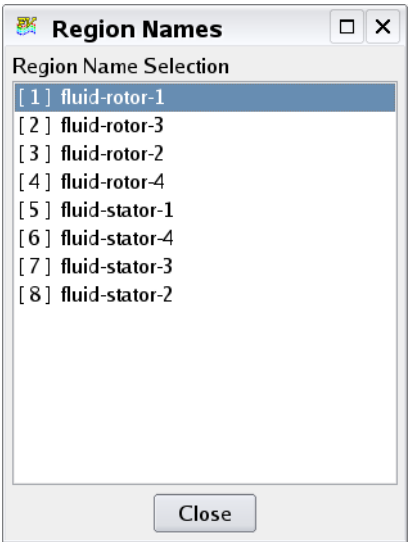 Region Names
Region Name Selection
[ 1 ] fluid-rotor-1
[ 2 ] fluid-rotor-3
[ 3 ] fluid-rotor-2
[ 4 ] fluid-rotor-4
[ 5 ] fluid-stator-1
[ 6 ] fluid-stator-4
[ 7 ] fluid-stator-3
[ 8 ] fluid-stator-2
Close